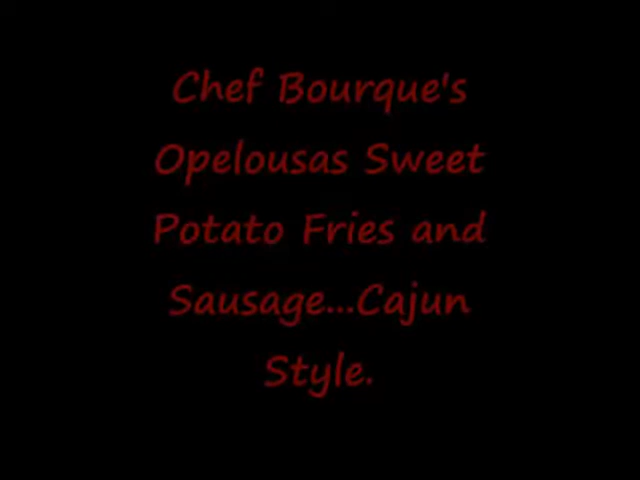 Chef Bourque's
Opelousas Sweet
Potato Fries and
Sausage...Cajun
Style.